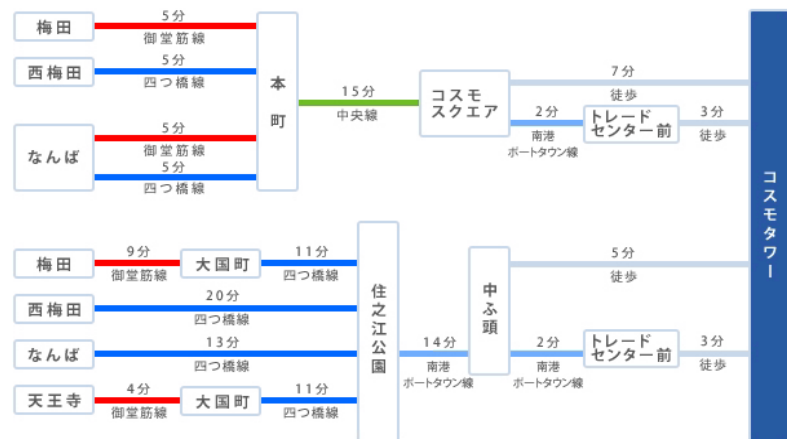 梅田
5分
御堂筋線
西梅田
5分
四つ橋線
なんば
5分
御堂筋線
5分
四つ橋線
本町
15分
中央線
コスモ
スクエア
7分
徒歩
2分
南港
ポートタウン線
トレード
センター前
3分
徒歩
梅田
9分
御堂筋線
大国町
11分
四つ橋線
西梅田
20分
四つ橋線
なんば
13分
四つ橋線
天王寺
4分
御堂筋線
大国町
11分
四つ橋線
住之江公園
14分
南港
ポートタウン線
中ふ頭
5分
徒歩
2分
南港
ポートタウン線
トレード
センター前
3分
徒歩
コスモタワー